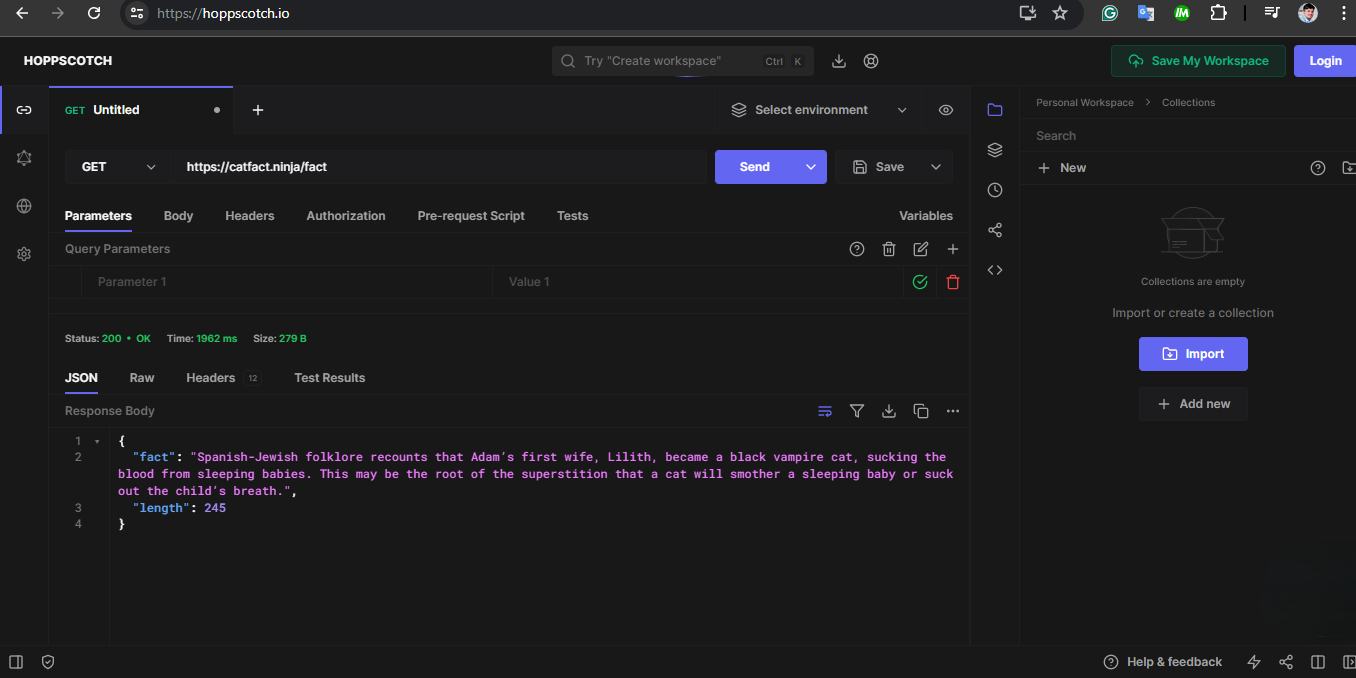 https://hoppscotch.io
HOPPSCOTCH
Try "Create workspace"
Ctrl K
Save My Workspace
Login
GET Untitled
Select environment
GET
https://catfact.ninja/fact
Send
Save
Parameters Body Headers Authorization Pre-request Script Tests Variables
Query Parameters
Parameter 1 Value 1
Status: 200 • OK Time: 1962 ms Size: 279 B
JSON Raw Headers 12 Test Results
Response Body
1 {
2 "fact": "Spanish-Jewish folklore recounts that Adam’s first wife, Lilith, became a black vampire cat, sucking the
blood from sleeping babies. This may be the root of the superstition that a cat will smother a sleeping baby or suck
out the child’s breath.",
3 "length": 245
4 }
Personal Workspace > Collections
Search
New
Collections are empty
Import or create a collection
Import
Add new
Help & feedback